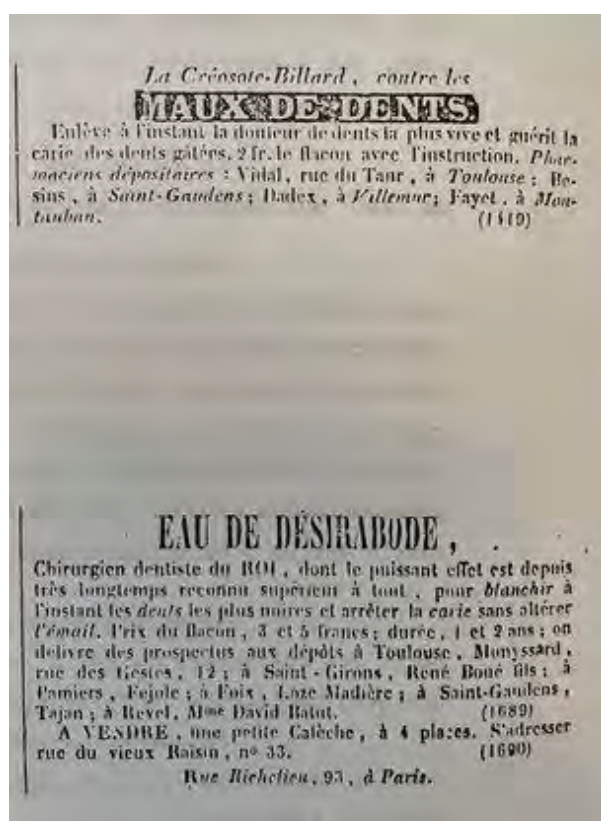 La Créosote-Billard, contre les
MAUX DE DENTS
Enlève à l'instant la douleur de dents la plus vive et guérit la
carie des dents gâtées. 2 fr. le flacon avec l'instruction. Phar-
maciens dépositaires : Vidal, rue du Taur, à Toulouse ; Be-
sins, à Saint-Gaudens ; Dadex, à Villemur ; Fayet, à Mon-
tauban. (1419)
EAU DE DÉSIRABODE,
Chirurgien dentiste du ROI, dont le puissant effet est depuis
très longtemps reconnu supérieur à tout, pour blanchir à
l'instant les dents les plus noires et arrêter la carie sans altérer
l'émail. Prix du flacon, 3 et 5 francs ; durée, 1 et 2 ans ; on
delivre des prospectus aux dépôts à Toulouse, Monyssard,
rue des Gestes, 12 ; à Saint-Girons, René Boué fils ; à
Pamiers, Fejole ; à Foix, Laze Madière ; à Saint-Gaudens,
Tajan ; à Revel, Mme David Batut. (1689)
A VENDRE, une petite Calèche, à 4 places. S'adresser
rue du vieux Raisin, nº 33. (1690)
Rue Richelieu, 93, à Paris.